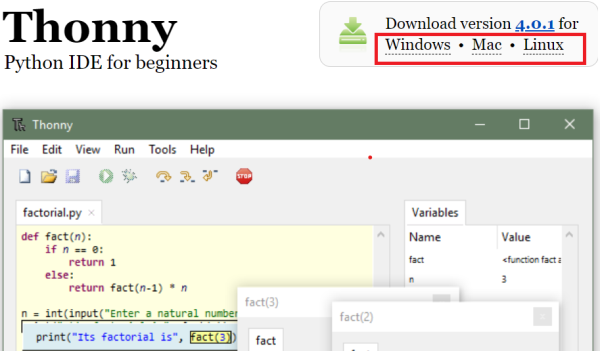 Thonny
Python IDE for beginners
Download version 4.0.1 for
Windows • Mac • Linux
Thonny
File Edit View Run Tools Help
STOP
factorial.py ×
def fact(n):
if n == 0:
return 1
else:
return fact(n-1) * n
n = int(input("Enter a natural number
print("Its factorial is", fact(3))
Variables
Name Value
fact <function fact a
n 3
fact(3)
fact
fact(2)